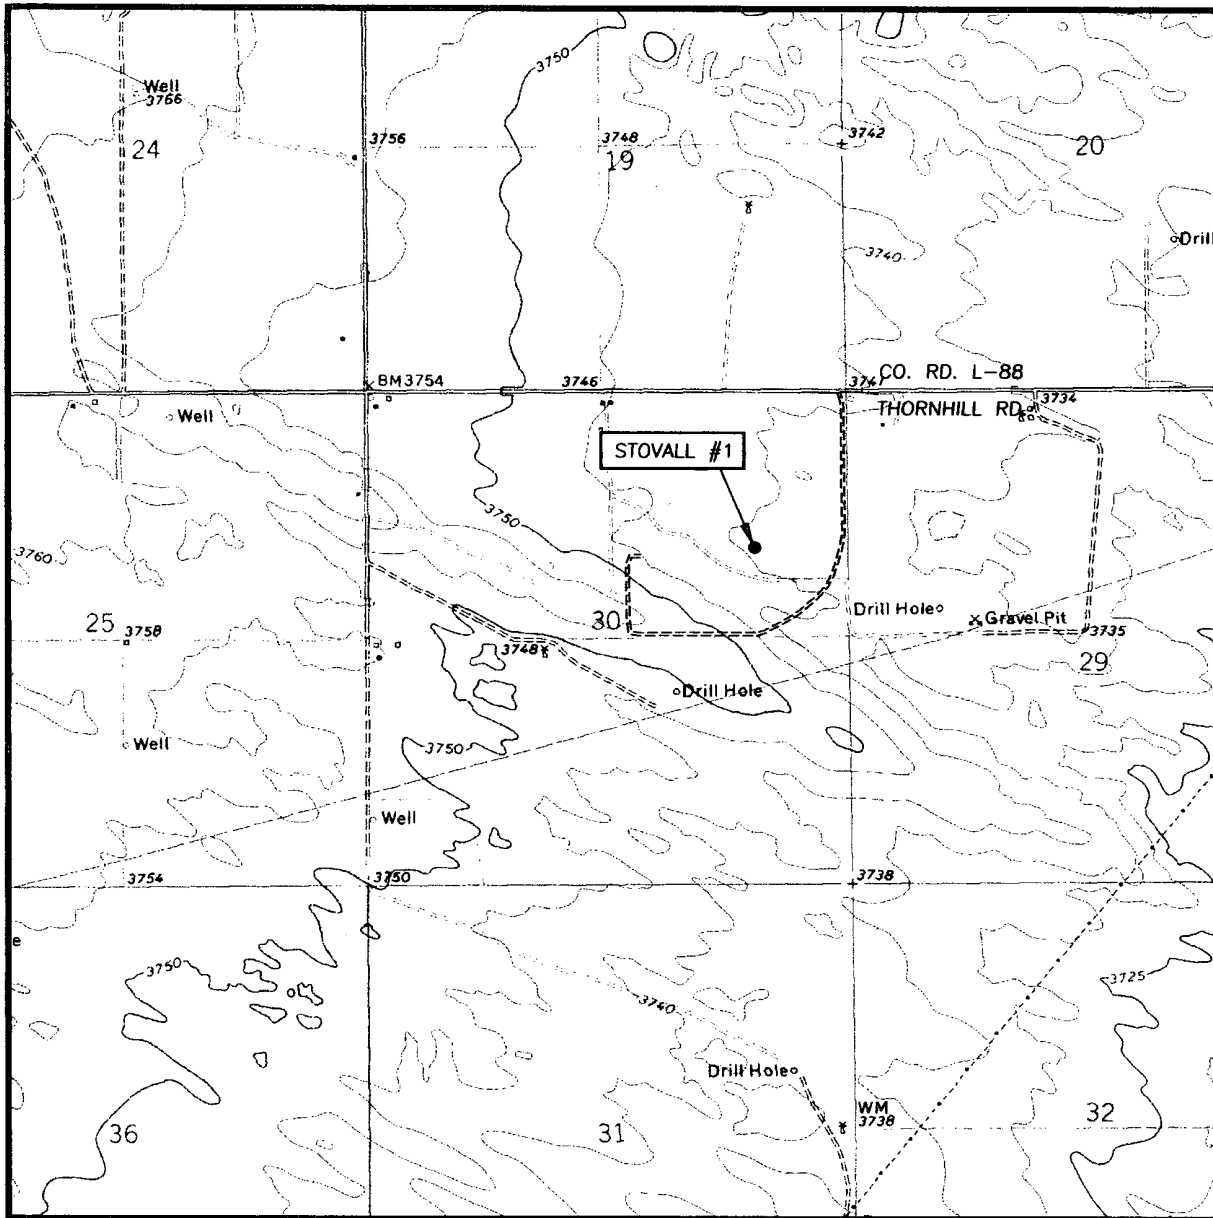 3750
Well
3766
24
3756
3748
19
3742
20
3740
Drill
BM3754
3746
3741
CO. RD. L-88
THORNHILL RD.
3734
Well
STOVALL #1
3750
3760
25
3758
30
Drill Hole
Gravel Pit
3735
29
3748
Drill Hole
Well
3750
Well
3754
3750
3738
e
3750
3725
3740
Drill Hole
WM
3738
36
31
32